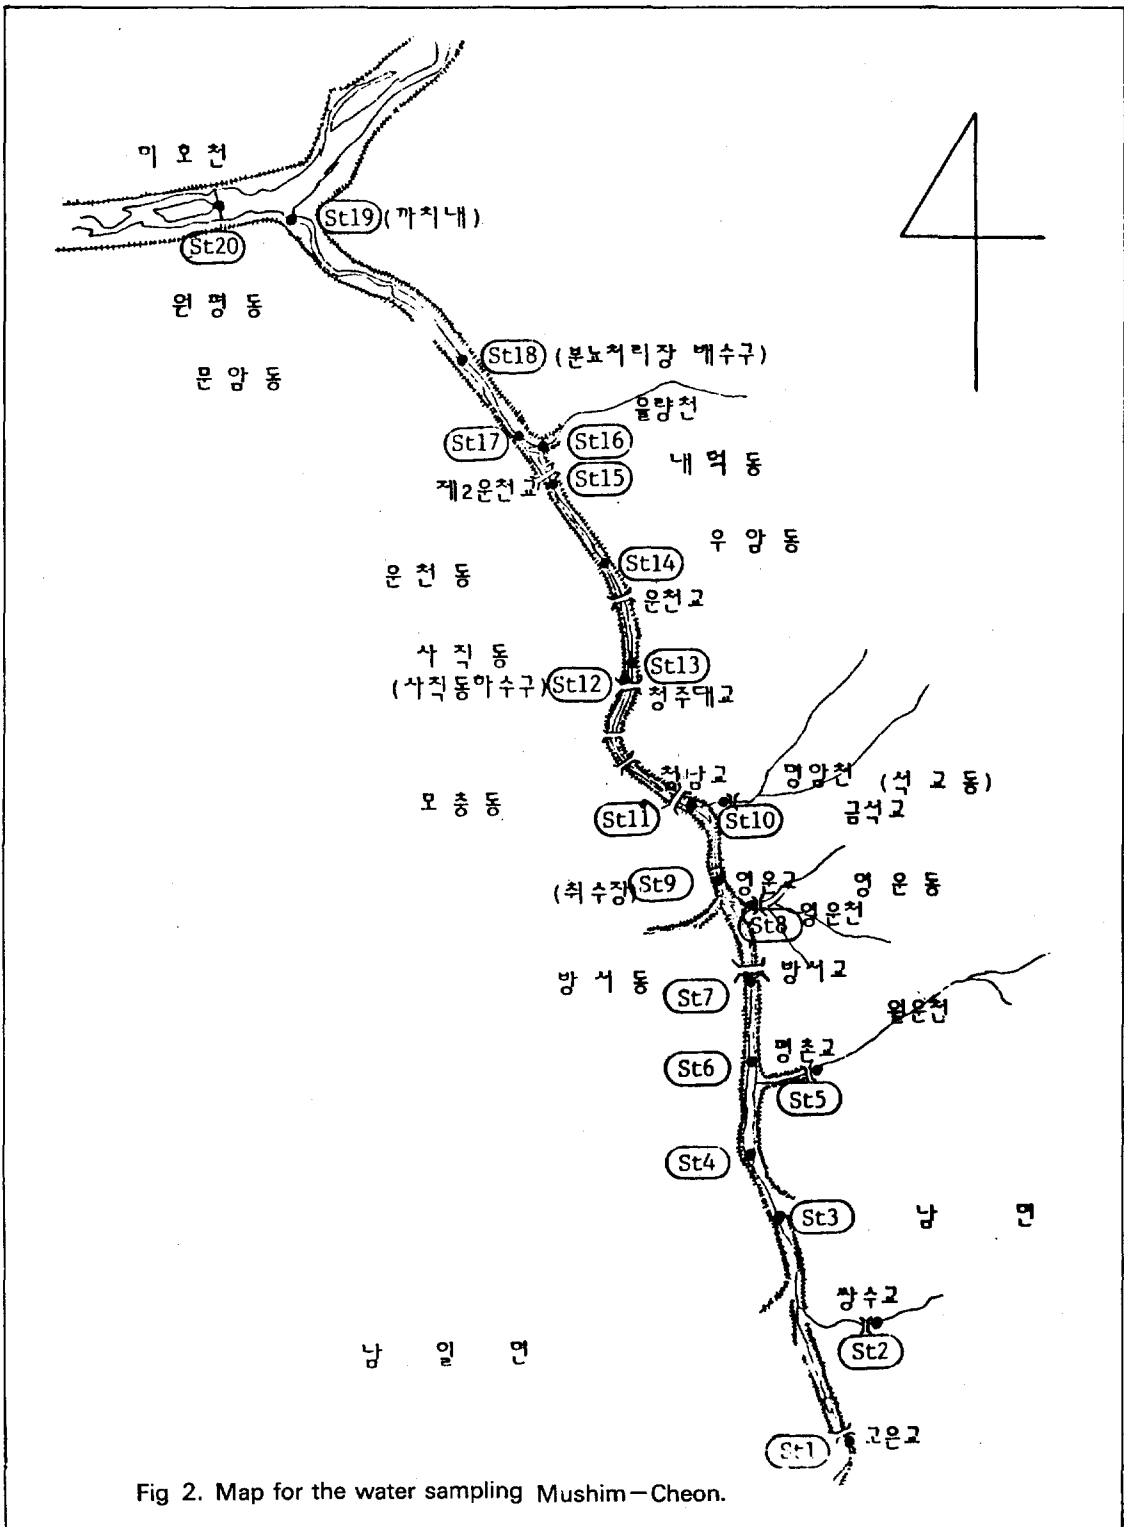 미호천
St19 (까치내)
St20
원평동
St18 (분뇨처리장 배수구)
문암동
율량천
St17
St16
내덕동
St15
제2운천교
우암동
St14
운천동
운천교
사직동
St13
(사직동하수구) St12
청주대교
청남교
명암천 (석교동)
모충동
St11
St10
금석교
(취수장) St9
영운교
영운동
영운천
St8
방서동
방서교
St7
월운천
명촌교
St6
St5
St4
St3
남 면
쌍수교
St2
남 일 면
St1
고은교
Fig 2. Map for the water sampling Mushim-Cheon.